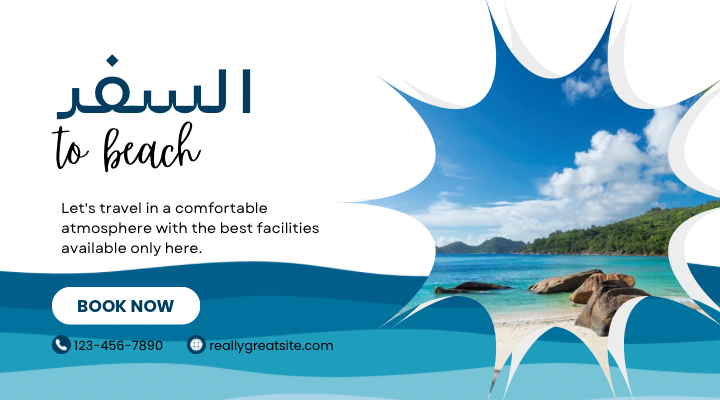 السفر
to beach
Let's travel in a comfortable
atmosphere with the best facilities
available only here.
BOOK NOW
123-456-7890
reallygreatsite.com